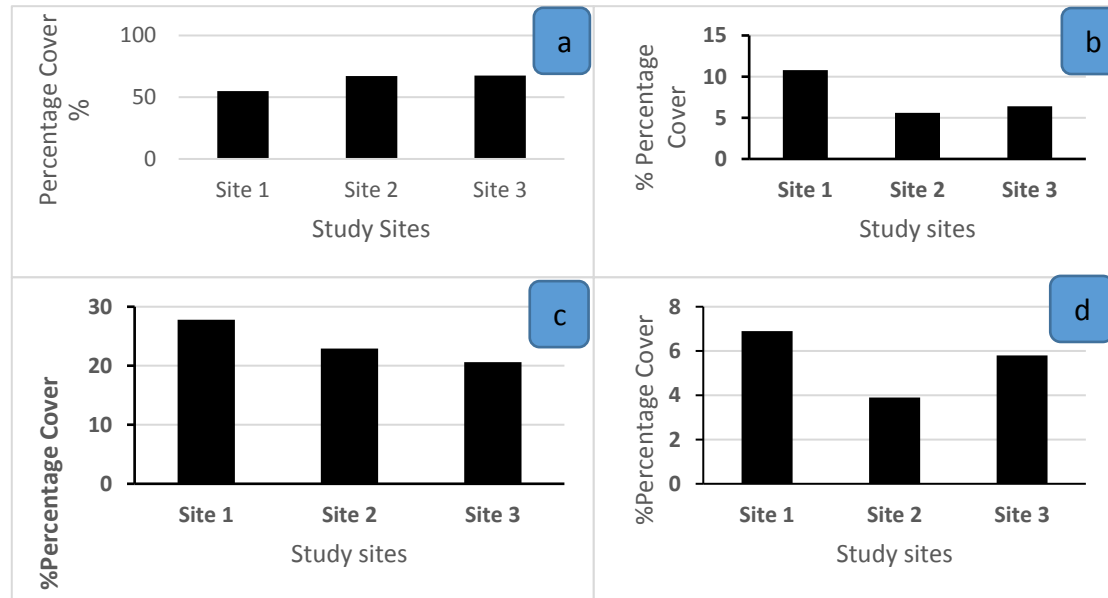 a
Percentage Cover
%
100
50
0
Site 1 Site 2 Site 3
Study Sites
b
% Percentage
Cover
15
10
5
0
Site 1 Site 2 Site 3
Study sites
c
%Percentage Cover
30
20
10
0
Site 1 Site 2 Site 3
Study sites
d
%Percentage Cover
8
6
4
2
0
Site 1 Site 2 Site 3
Study sites